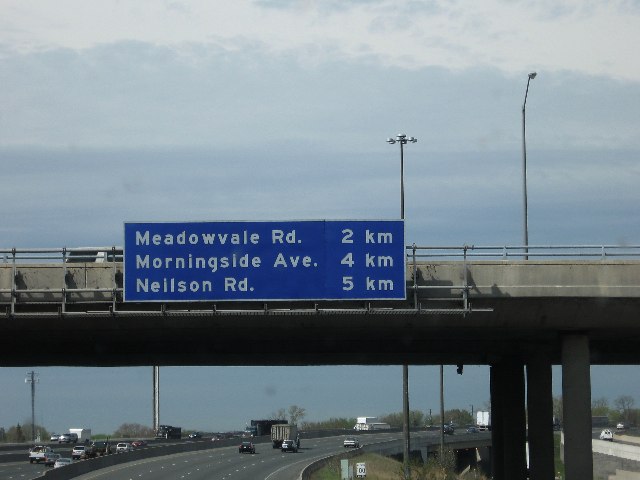 Meadowvale Rd. 2 km
Morningside Ave. 4 km
Neilson Rd. 5 km